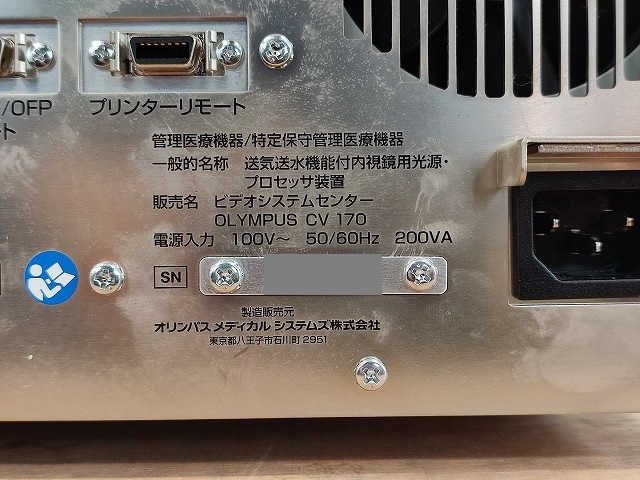 /OFP
ート
プリンターリモート
管理医療機器/特定保守管理医療機器
一般的名称 送気送水機能付内視鏡用光源・
プロセッサ装置
販売名 ビデオシステムセンター
OLYMPUS CV 170
電源入力 100V～ 50/60Hz 200VA
SN
製造販売元
オリンパス メディカル システムズ株式会社
東京都八王子市石川町 2951